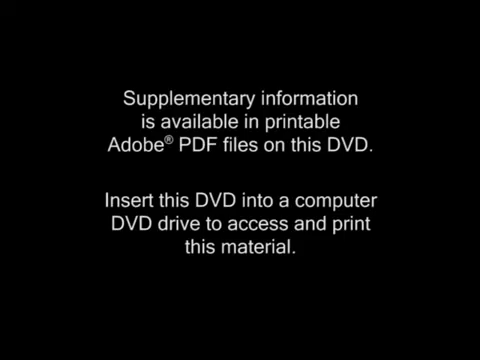 Supplementary information
is available in printable
Adobe® PDF files on this DVD.
Insert this DVD into a computer
DVD drive to access and print
this material.